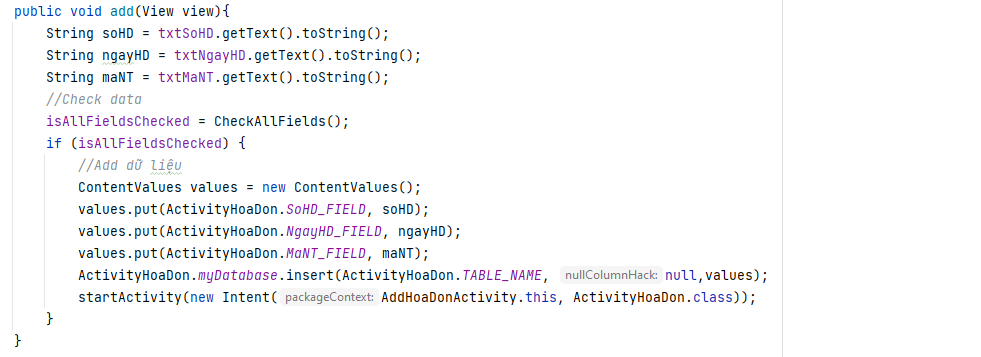 public void add(View view){
String soHD = txtSoHD.getText().toString();
String ngayHD = txtNgayHD.getText().toString();
String maNT = txtMaNT.getText().toString();
//Check data
isAllFieldsChecked = CheckAllFields();
if (isAllFieldsChecked) {
//Add dữ liệu
ContentValues values = new ContentValues();
values.put(ActivityHoaDon.SoHD_FIELD, soHD);
values.put(ActivityHoaDon.NgayHD_FIELD, ngayHD);
values.put(ActivityHoaDon.MaNT_FIELD, maNT);
ActivityHoaDon.myDatabase.insert(ActivityHoaDon.TABLE_NAME, nullColumnHack: null,values);
startActivity(new Intent( packageContext: AddHoaDonActivity.this, ActivityHoaDon.class));
}
}